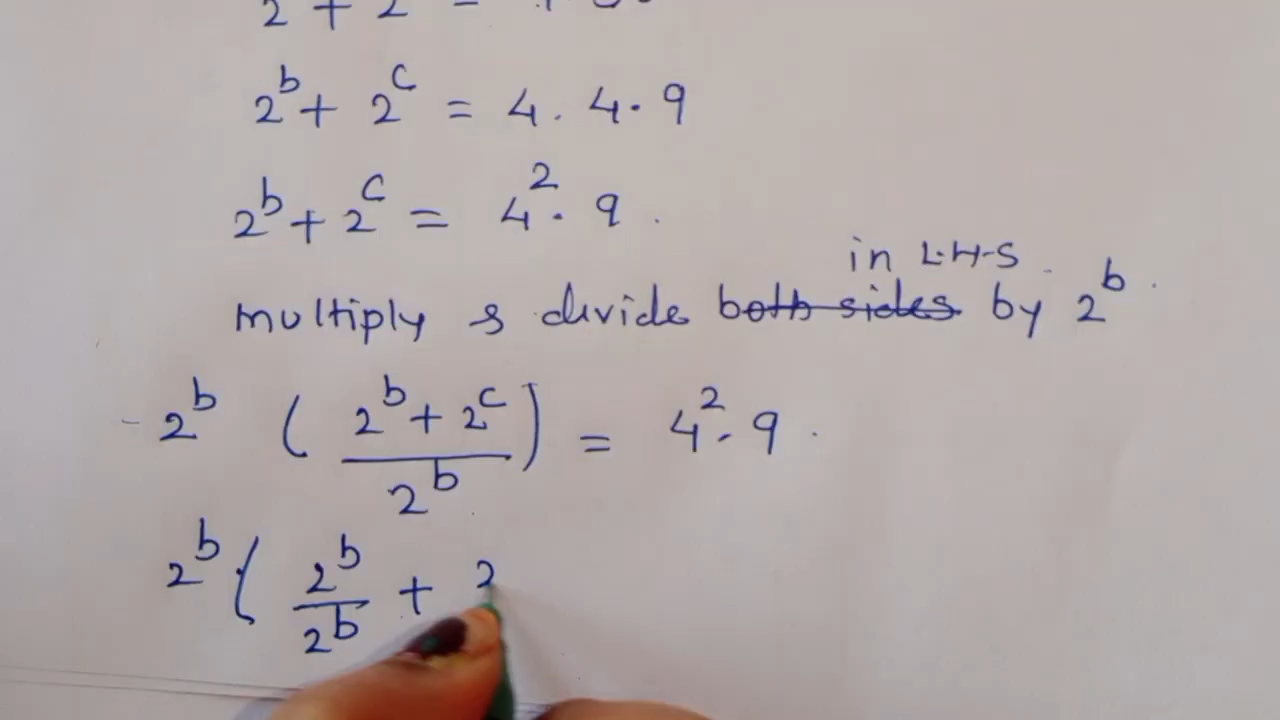 2^b + 2^c = 4 . 4 . 9
2^b + 2^c = 4^2 . 9 .
in L.H.S .
multiply & divide ~~both sides~~ by 2^b .
2^b ( (2^b + 2^c) / 2^b ) = 4^2 . 9 .
2^b . ( 2^b / 2^b + 2